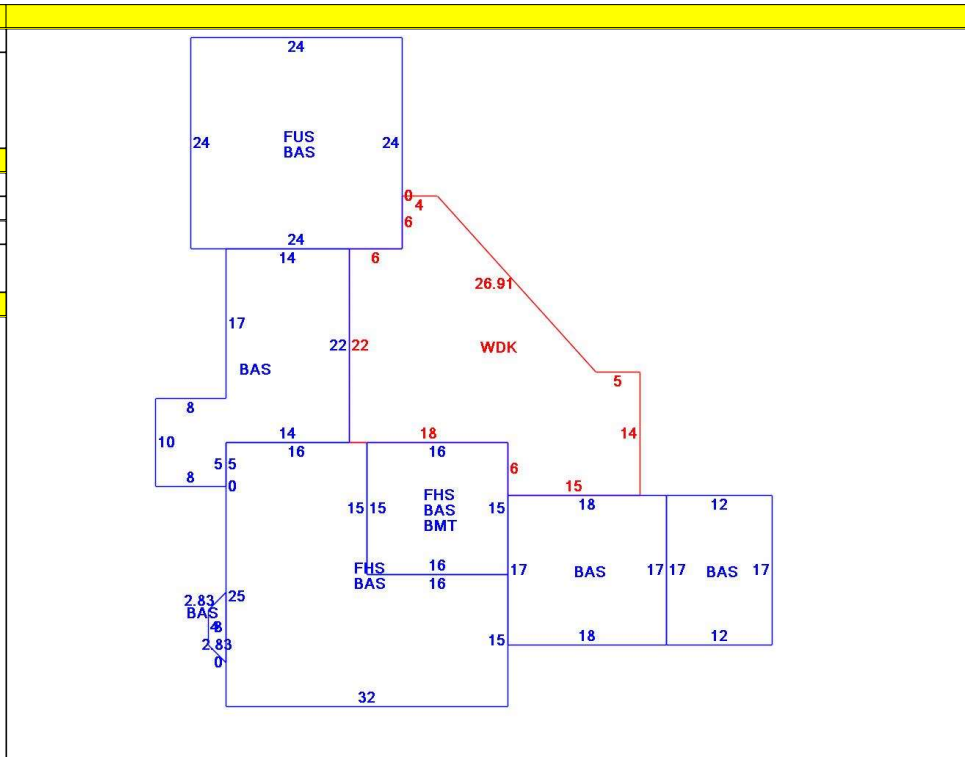 24
FUS
BAS
24 24
0
4
6
24
14 6
26.91
17
22 22
WDK
BAS
5
8
10
14 18 14
16 16
5 5
6
8 0
15
18 12
FHS
15 15 BAS 15
BMT
16
FHS 17 BAS 17 17 BAS 17
BAS 16
2.83 25
BAS
4 8
2.83
15 18 12
0
32